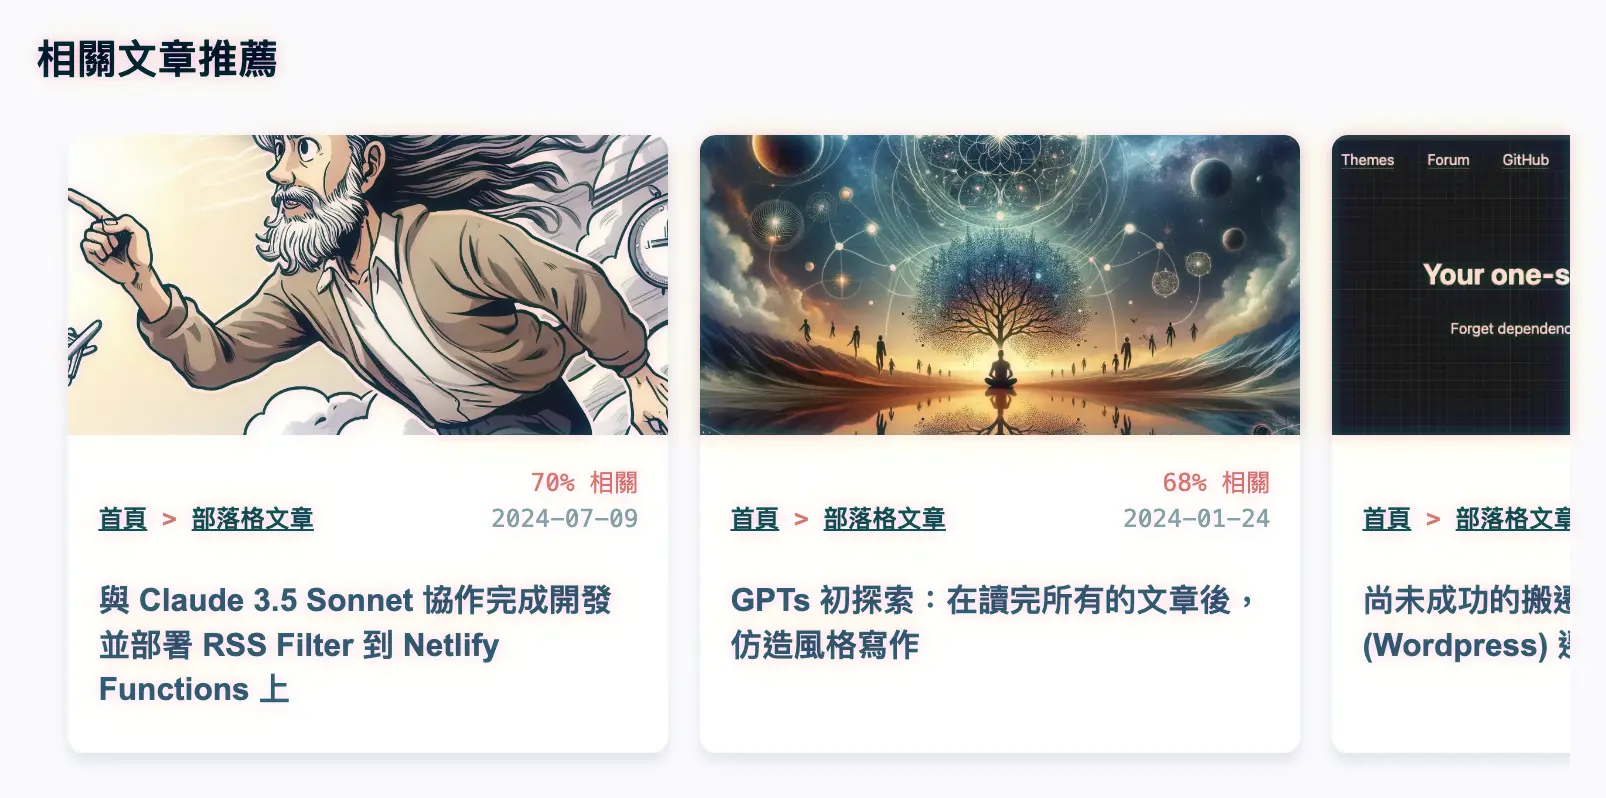 相關文章推薦
70% 相關
首頁 > 部落格文章 2024-07-09
與 Claude 3.5 Sonnet 協作完成開發
並部署 RSS Filter 到 Netlify
Functions 上
68% 相關
首頁 > 部落格文章 2024-01-24
GPTs 初探索：在讀完所有的文章後，
仿造風格寫作
Themes Forum GitHub
Your one-s
Forget dependenc
首頁 > 部落格文章
尚未成功的搬遷
(Wordpress)